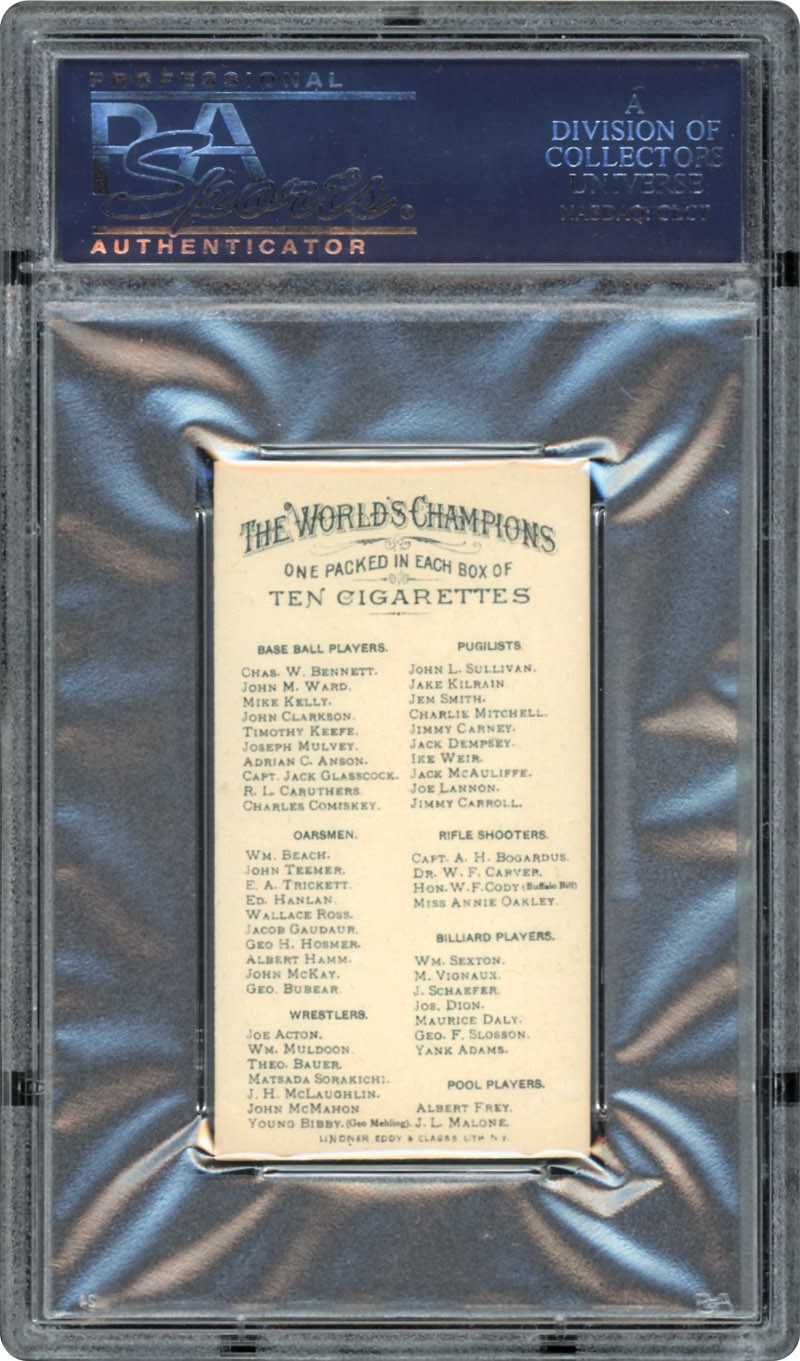 PROFESSIONAL
PSA
Sports
AUTHENTICATOR
A
DIVISION OF
COLLECTORS
UNIVERSE
NASDAQ: CLCT
THE WORLD'S CHAMPIONS
ONE PACKED IN EACH BOX OF
TEN CIGARETTES
BASE BALL PLAYERS.
CHAS. W. BENNETT.
JOHN M. WARD.
MIKE KELLY.
JOHN CLARKSON.
TIMOTHY KEEFE.
JOSEPH MULVEY.
ADRIAN C. ANSON.
CAPT. JACK GLASSCOCK.
R. L. CARUTHERS.
CHARLES COMISKEY.
OARSMEN.
WM. BEACH.
JOHN TEEMER.
E. A. TRICKETT.
ED. HANLAN
WALLACE ROSS.
JACOB GAUDAUR.
GEO H. HOSMER.
ALBERT HAMM.
JOHN MCKAY.
GEO. BUBEAR.
WRESTLERS.
JOE ACTON.
WM. MULDOON.
THEO. BAUER.
MATSADA SORAKICHI.
J. H. MCLAUGHLIN.
JOHN MCMAHON
YOUNG BIBBY. (Geo Mehling).
PUGILISTS
JOHN L. SULLIVAN.
JAKE KILRAIN.
JEM SMITH.
CHARLIE MITCHELL.
JIMMY CARNEY.
JACK DEMPSEY.
IKE WEIR.
JACK MCAULIFFE.
JOE LANNON.
JIMMY CARROLL.
RIFLE SHOOTERS.
CAPT. A. H. BOGARDUS.
DR. W. F. CARVER.
HON. W. F. CODY (Buffalo Bill)
MISS ANNIE OAKLEY.
BILLIARD PLAYERS.
WM. SEXTON.
M. VIGNAUX.
J. SCHAEFER.
JOS. DION.
MAURICE DALY.
GEO. F. SLOSSON.
YANK ADAMS.
POOL PLAYERS.
ALBERT FREY.
J. L. MALONE.
LINDNER EDDY & CLAUSS, LITH. N.Y.
PSA